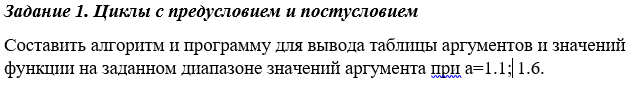 Задание 1. Циклы с предусловием и постусловием
Составить алгоритм и программу для вывода таблицы аргументов и значений
функции на заданном диапазоне значений аргумента при a=1.1; 1.6.